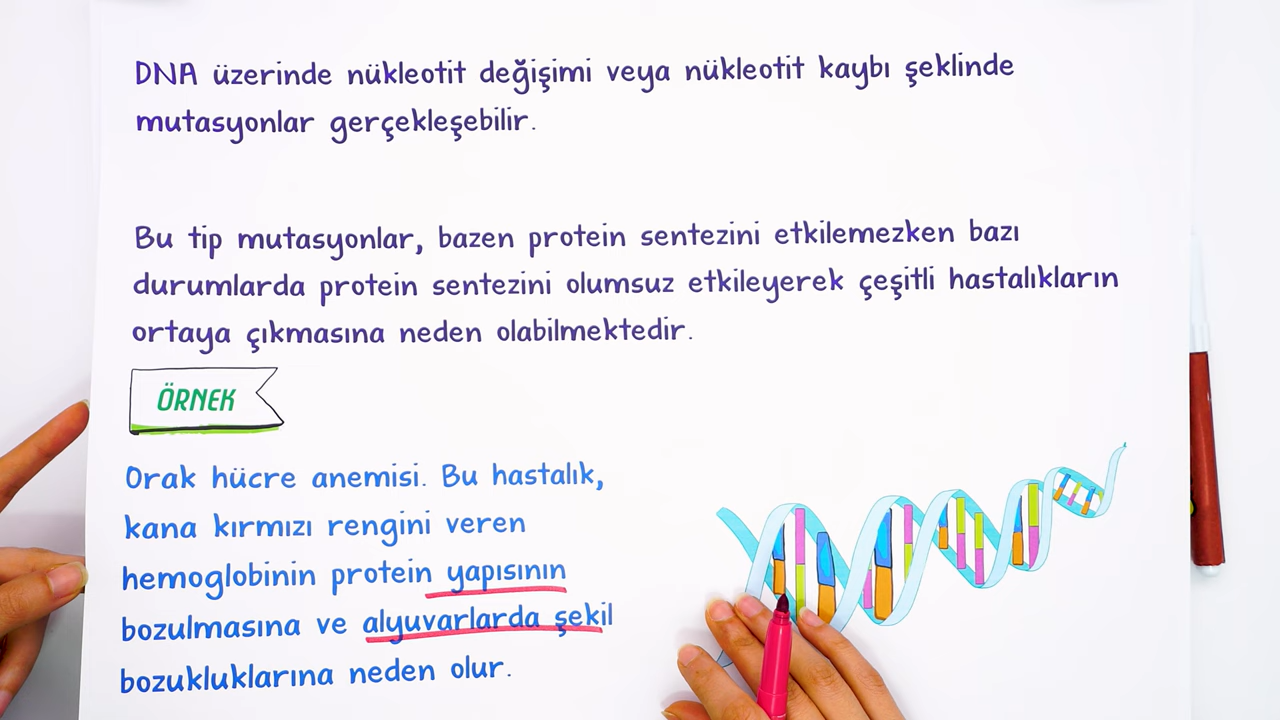 DNA üzerinde nükleotit değişimi veya nükleotit kaybı şeklinde
mutasyonlar gerçekleşebilir.
Bu tip mutasyonlar, bazen protein sentezini etkilemezken bazı
durumlarda protein sentezini olumsuz etkileyerek çeşitli hastalıkların
ortaya çıkmasına neden olabilmektedir.
ÖRNEK
Orak hücre anemisi. Bu hastalık,
kana kırmızı rengini veren
hemoglobinin protein yapısının
bozulmasına ve alyuvarlarda şekil
bozukluklarına neden olur.